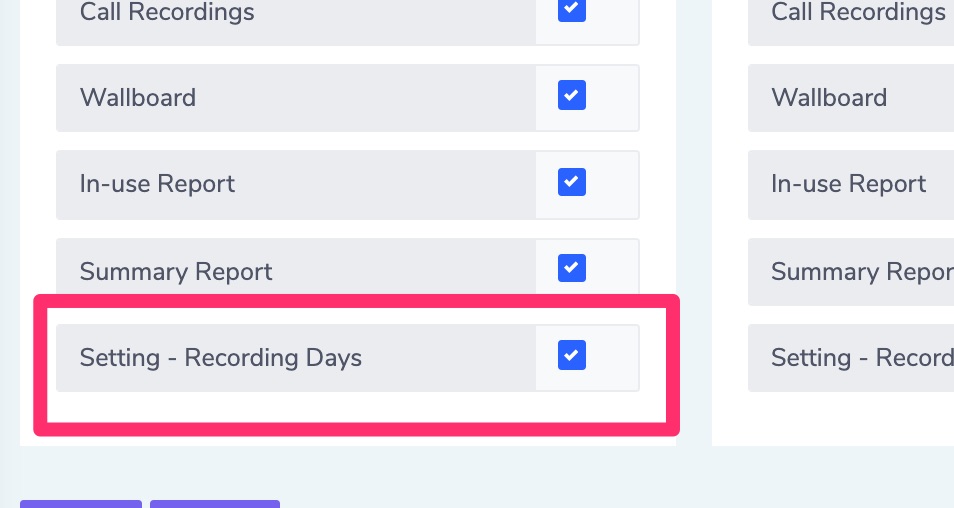 Call Recordings
Wallboard
In-use Report
Summary Report
Setting - Recording Days
Call Recordings
Wallboard
In-use Report
Summary Repor
Setting - Record